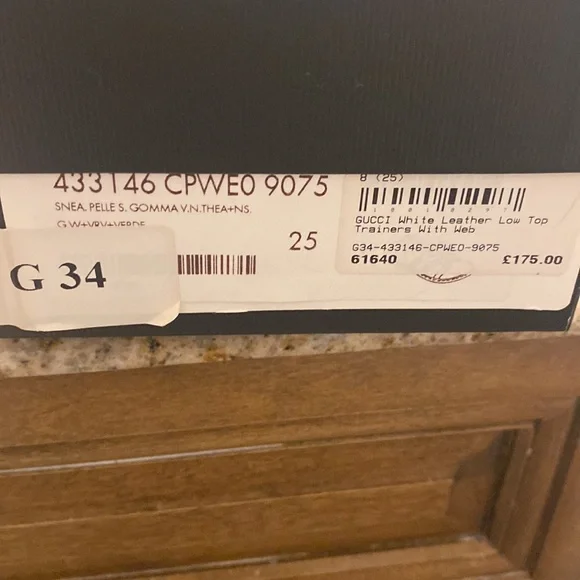 433146 CPWE0 9075
SNEA. PELLE S. GOMMA V.N.THEA+NS.
G.W+VRV+VERDE
25
G 34
8 (25)
GUCCI White Leather Low Top
Trainers With Web
G34-433146-CPWEO-9075
61640 £175.00